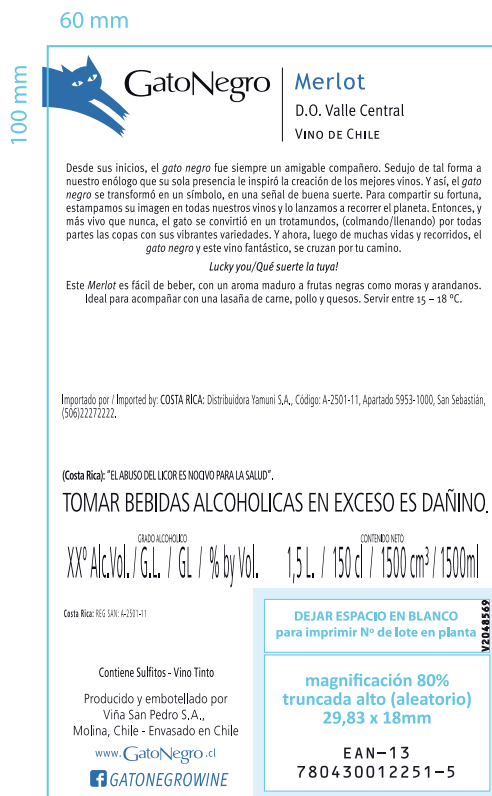 60 mm
100 mm
GatoNegro
Merlot
D.O. Valle Central
VINO DE CHILE
Desde sus inicios, el gato negro fue siempre un amigable compañero. Sedujo de tal forma a
nuestro enólogo que su sola presencia le inspiró la creación de los mejores vinos. Y así, el gato
negro se transformó en un símbolo, en una señal de buena suerte. Para compartir su fortuna,
estampamos su imagen en todas nuestros vinos y lo lanzamos a recorrer el planeta. Entonces, y
más vivo que nunca, el gato se convirtió en un trotamundos, (colmando/llenando) por todas
partes las copas con sus vibrantes variedades. Y ahora, luego de muchas vidas y recorridos, el
gato negro y este vino fantástico, se cruzan por tu camino.
Lucky you/Qué suerte la tuya!
Este Merlot es fácil de beber, con un aroma maduro a frutas negras como moras y arandanos.
Ideal para acompañar con una lasaña de carne, pollo y quesos. Servir entre 15 – 18 °C.
Importado por / Imported by: COSTA RICA: Distribuidora Yamuni S.A., Código: A-2501-11, Apartado 5953-1000, San Sebastián,
(506)22272222.
(Costa Rica): "EL ABUSO DEL LICOR ES NOCIVO PARA LA SALUD".
TOMAR BEBIDAS ALCOHOLICAS EN EXCESO ES DAÑINO.
GRADO ALCOHOLICO
XXº Alc.Vol. / G.L. / GL / % by Vol.
CONTENIDO NETO
1,5 L. / 150 cl / 1500 cm³ / 1500ml
Costa Rica: REG SAN: A-2501-11
DEJAR ESPACIO EN BLANCO
para imprimir Nº de lote en planta
V2048569
Contiene Sulfitos - Vino Tinto
Producido y embotellado por
Viña San Pedro S.A.,
Molina, Chile - Envasado en Chile
www.GatoNegro.cl
GATONEGROWINE
magnificación 80%
truncada alto (aleatorio)
29,83 x 18mm
EAN-13
780430012251-5